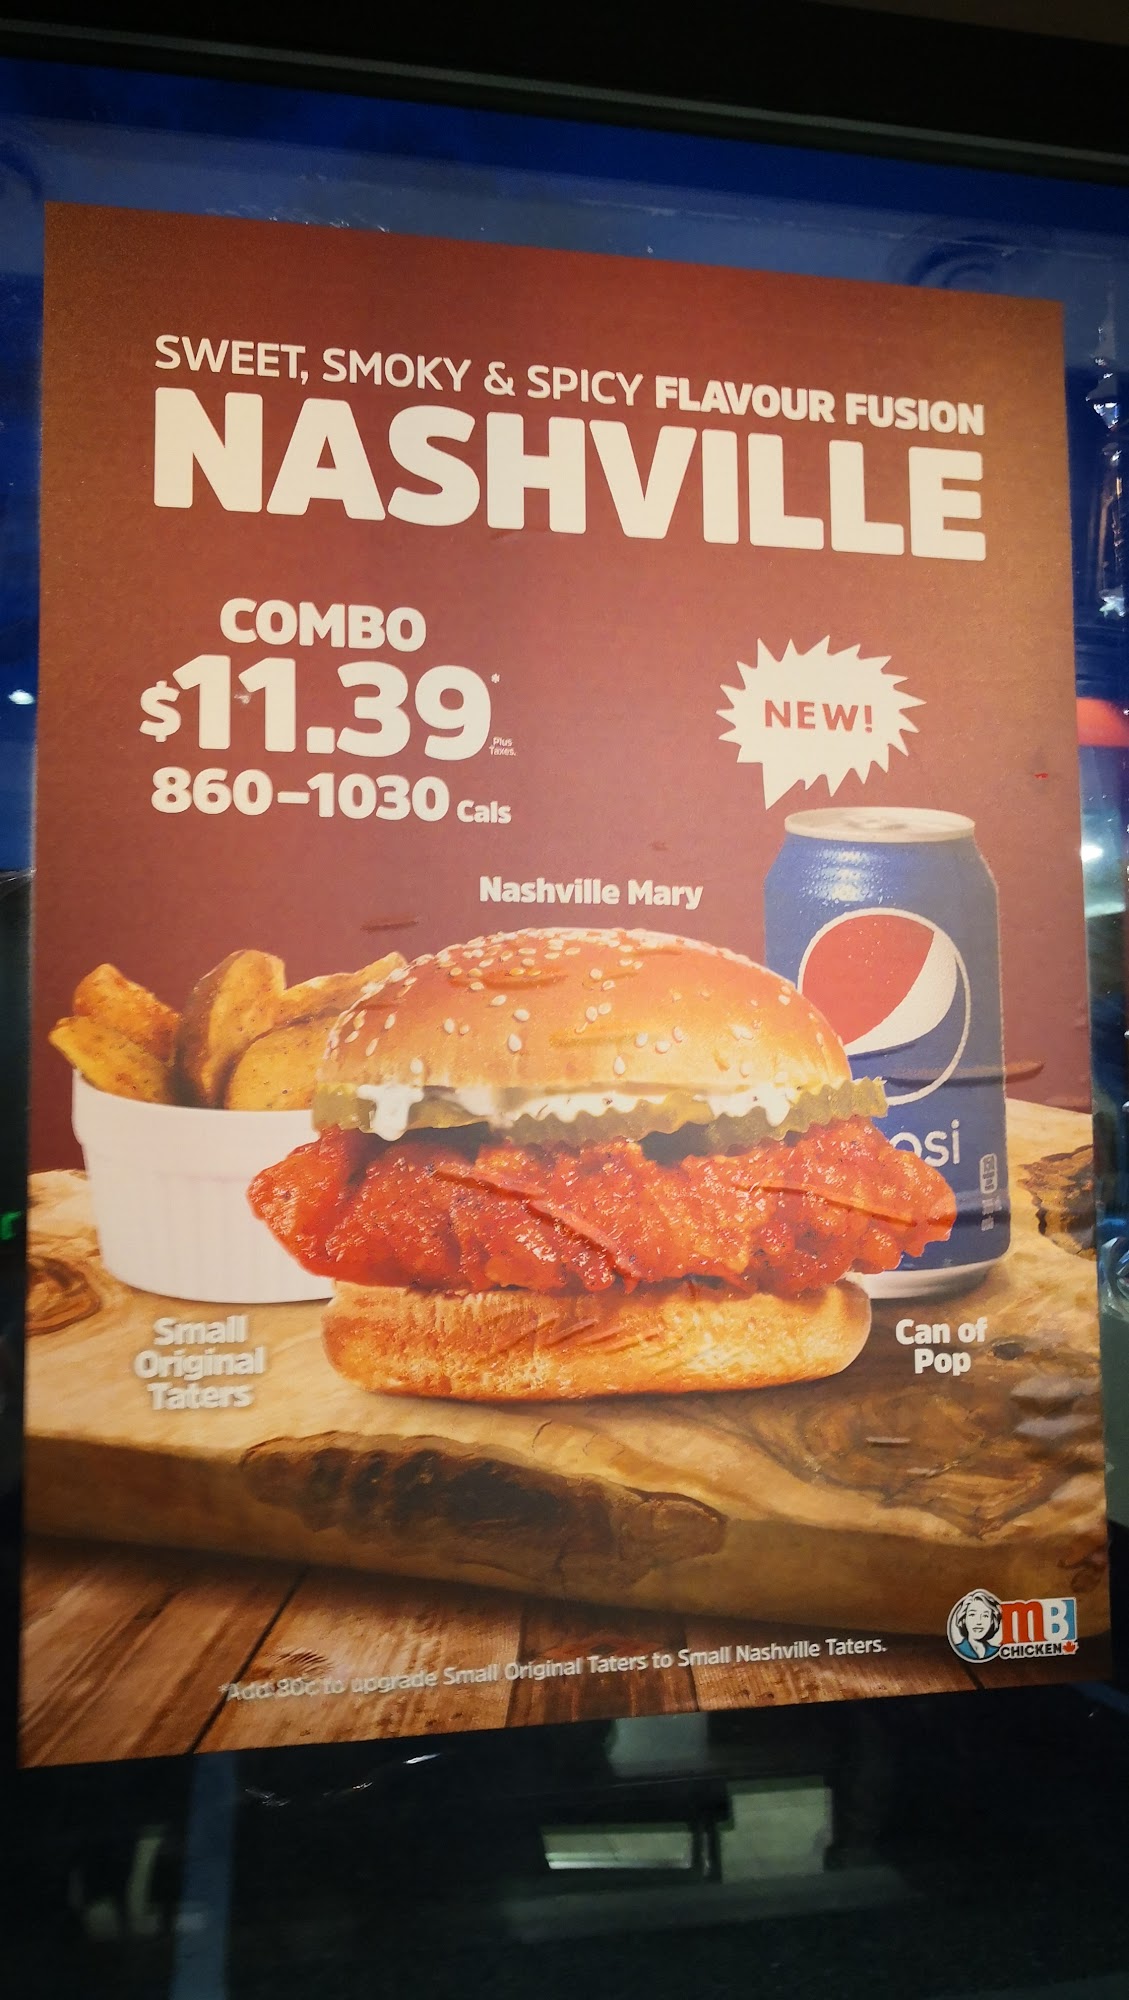 SWEET, SMOKY & SPICY FLAVOUR FUSION
NASHVILLE
COMBO
$11.39*
Plus
Taxes.
860-1030 Cals
NEW!
Nashville Mary
osi
Small
Original
Taters
Can of
Pop
*Add 80¢ to upgrade Small Original Taters to Small Nashville Taters.
MB
CHICKEN